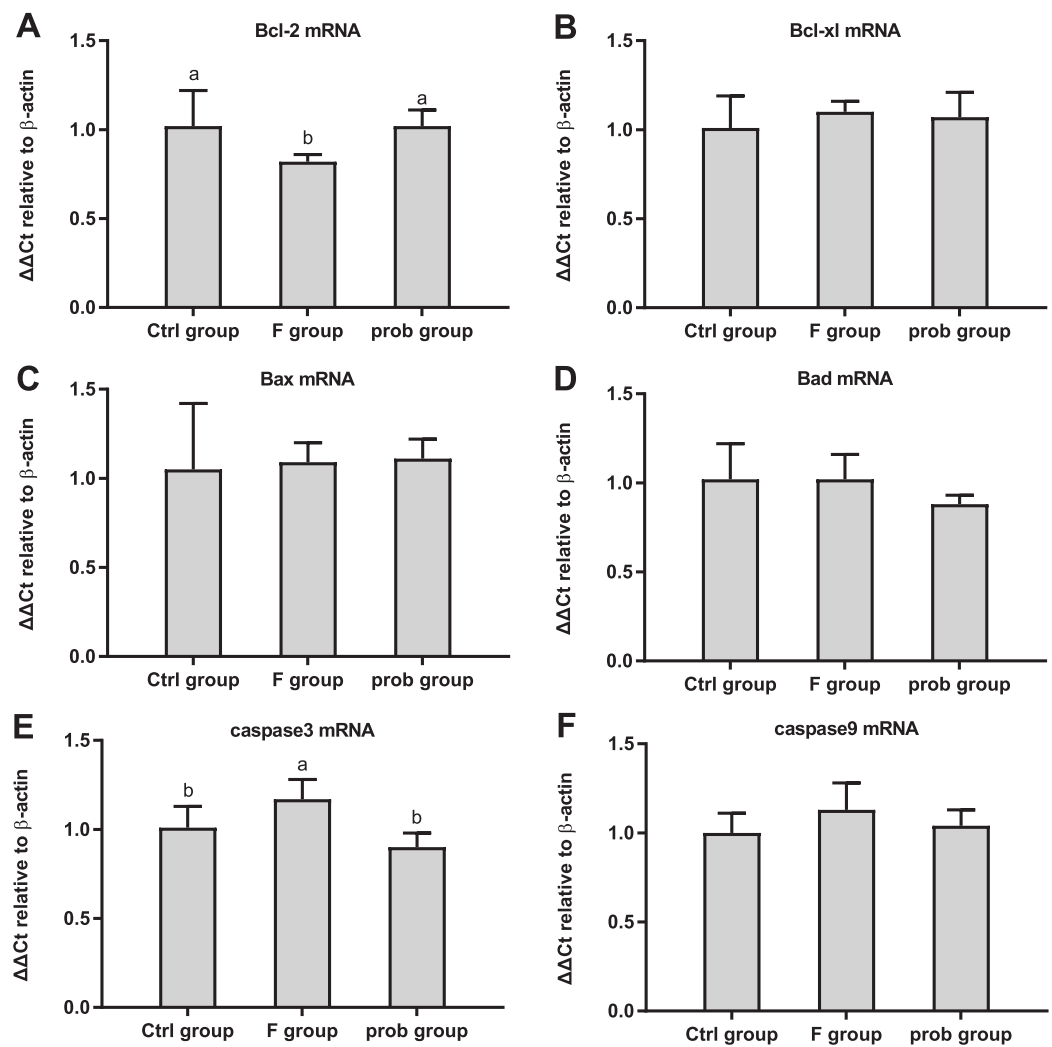 A
Bcl-2 mRNA
ΔΔCt relative to β-actin
1.5
1.0
0.5
0.0
a
b
a
Ctrl group
F group
prob group
B
Bcl-xl mRNA
ΔΔCt relative to β-actin
1.5
1.0
0.5
0.0
Ctrl group
F group
prob group
C
Bax mRNA
ΔΔCt relative to β-actin
1.5
1.0
0.5
0.0
Ctrl group
F group
prob group
D
Bad mRNA
ΔΔCt relative to β-actin
1.5
1.0
0.5
0.0
Ctrl group
F group
prob group
E
caspase3 mRNA
ΔΔCt relative to β-actin
1.5
1.0
0.5
0.0
b
a
b
Ctrl group
F group
prob group
F
caspase9 mRNA
ΔΔCt relative to β-actin
1.5
1.0
0.5
0.0
Ctrl group
F group
prob group